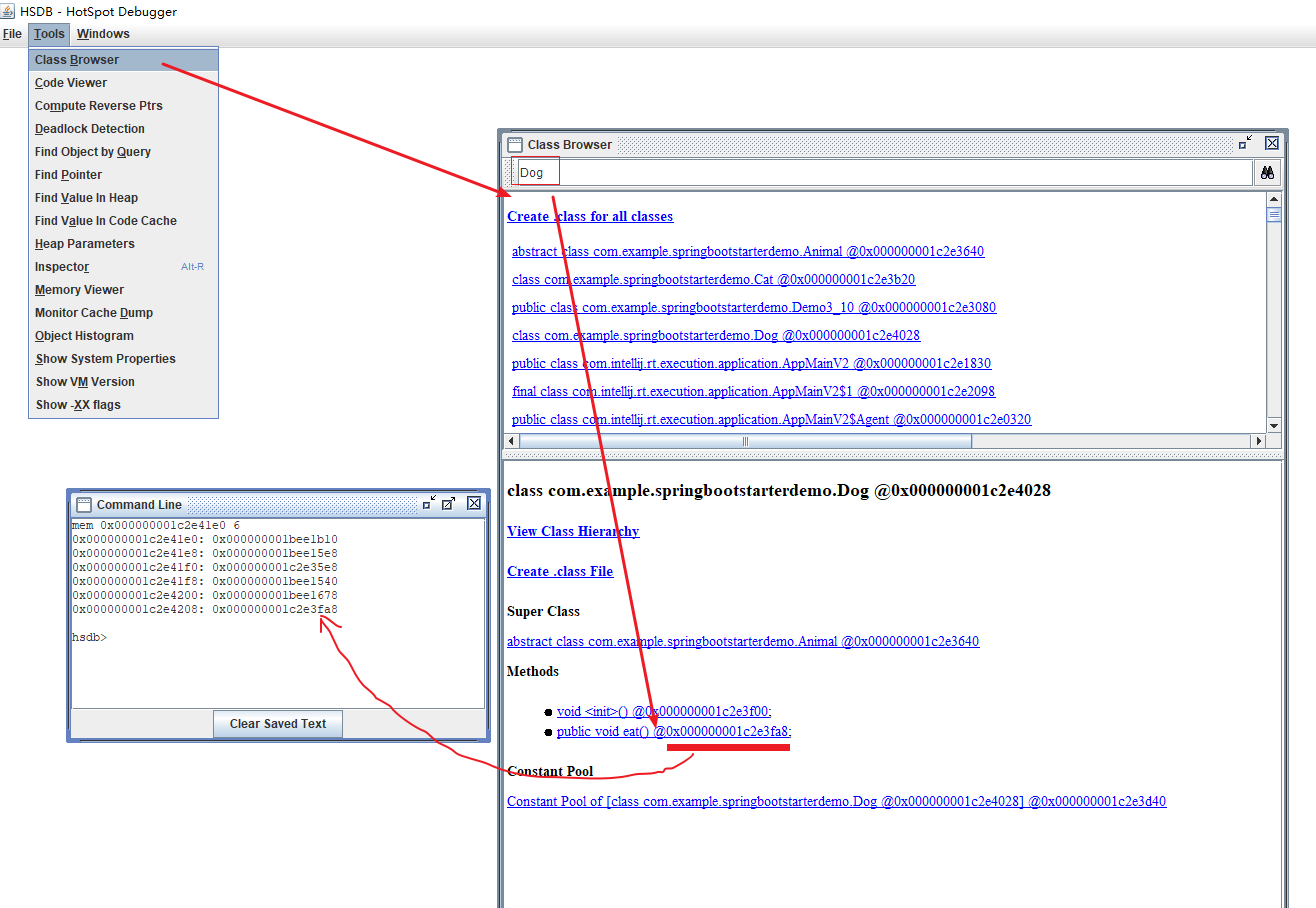 HSDB - HotSpot Debugger
File Tools Windows
Class Browser
Code Viewer
Compute Reverse Ptrs
Deadlock Detection
Find Object by Query
Find Pointer
Find Value In Heap
Find Value In Code Cache
Heap Parameters
Inspector Alt-R
Memory Viewer
Monitor Cache Dump
Object Histogram
Show System Properties
Show VM Version
Show -XX flags
Class Browser
Dog
Create .class for all classes
abstract class com.example.springbootstarterdemo.Animal @0x000000001c2e3640
class com.example.springbootstarterdemo.Cat @0x000000001c2e3b20
public class com.example.springbootstarterdemo.Demo3_10 @0x000000001c2e3080
class com.example.springbootstarterdemo.Dog @0x000000001c2e4028
public class com.intellij.rt.execution.application.AppMainV2 @0x000000001c2e1830
final class com.intellij.rt.execution.application.AppMainV2$1 @0x000000001c2e2098
public class com.intellij.rt.execution.application.AppMainV2$Agent @0x000000001c2e0320
class com.example.springbootstarterdemo.Dog @0x000000001c2e4028
View Class Hierarchy
Create .class File
Super Class
abstract class com.example.springbootstarterdemo.Animal @0x000000001c2e3640
Methods
void <init>() @0x000000001c2e3f00;
public void eat() @0x000000001c2e3fa8;
Constant Pool
Constant Pool of [class com.example.springbootstarterdemo.Dog @0x000000001c2e4028] @0x000000001c2e3d40
Command Line
mem 0x000000001c2e41e0 6
0x000000001c2e41e0: 0x000000001bee1b10
0x000000001c2e41e8: 0x000000001bee15e8
0x000000001c2e41f0: 0x000000001c2e35e8
0x000000001c2e41f8: 0x000000001bee1540
0x000000001c2e4200: 0x000000001bee1678
0x000000001c2e4208: 0x000000001c2e3fa8
hsdb>
Clear Saved Text